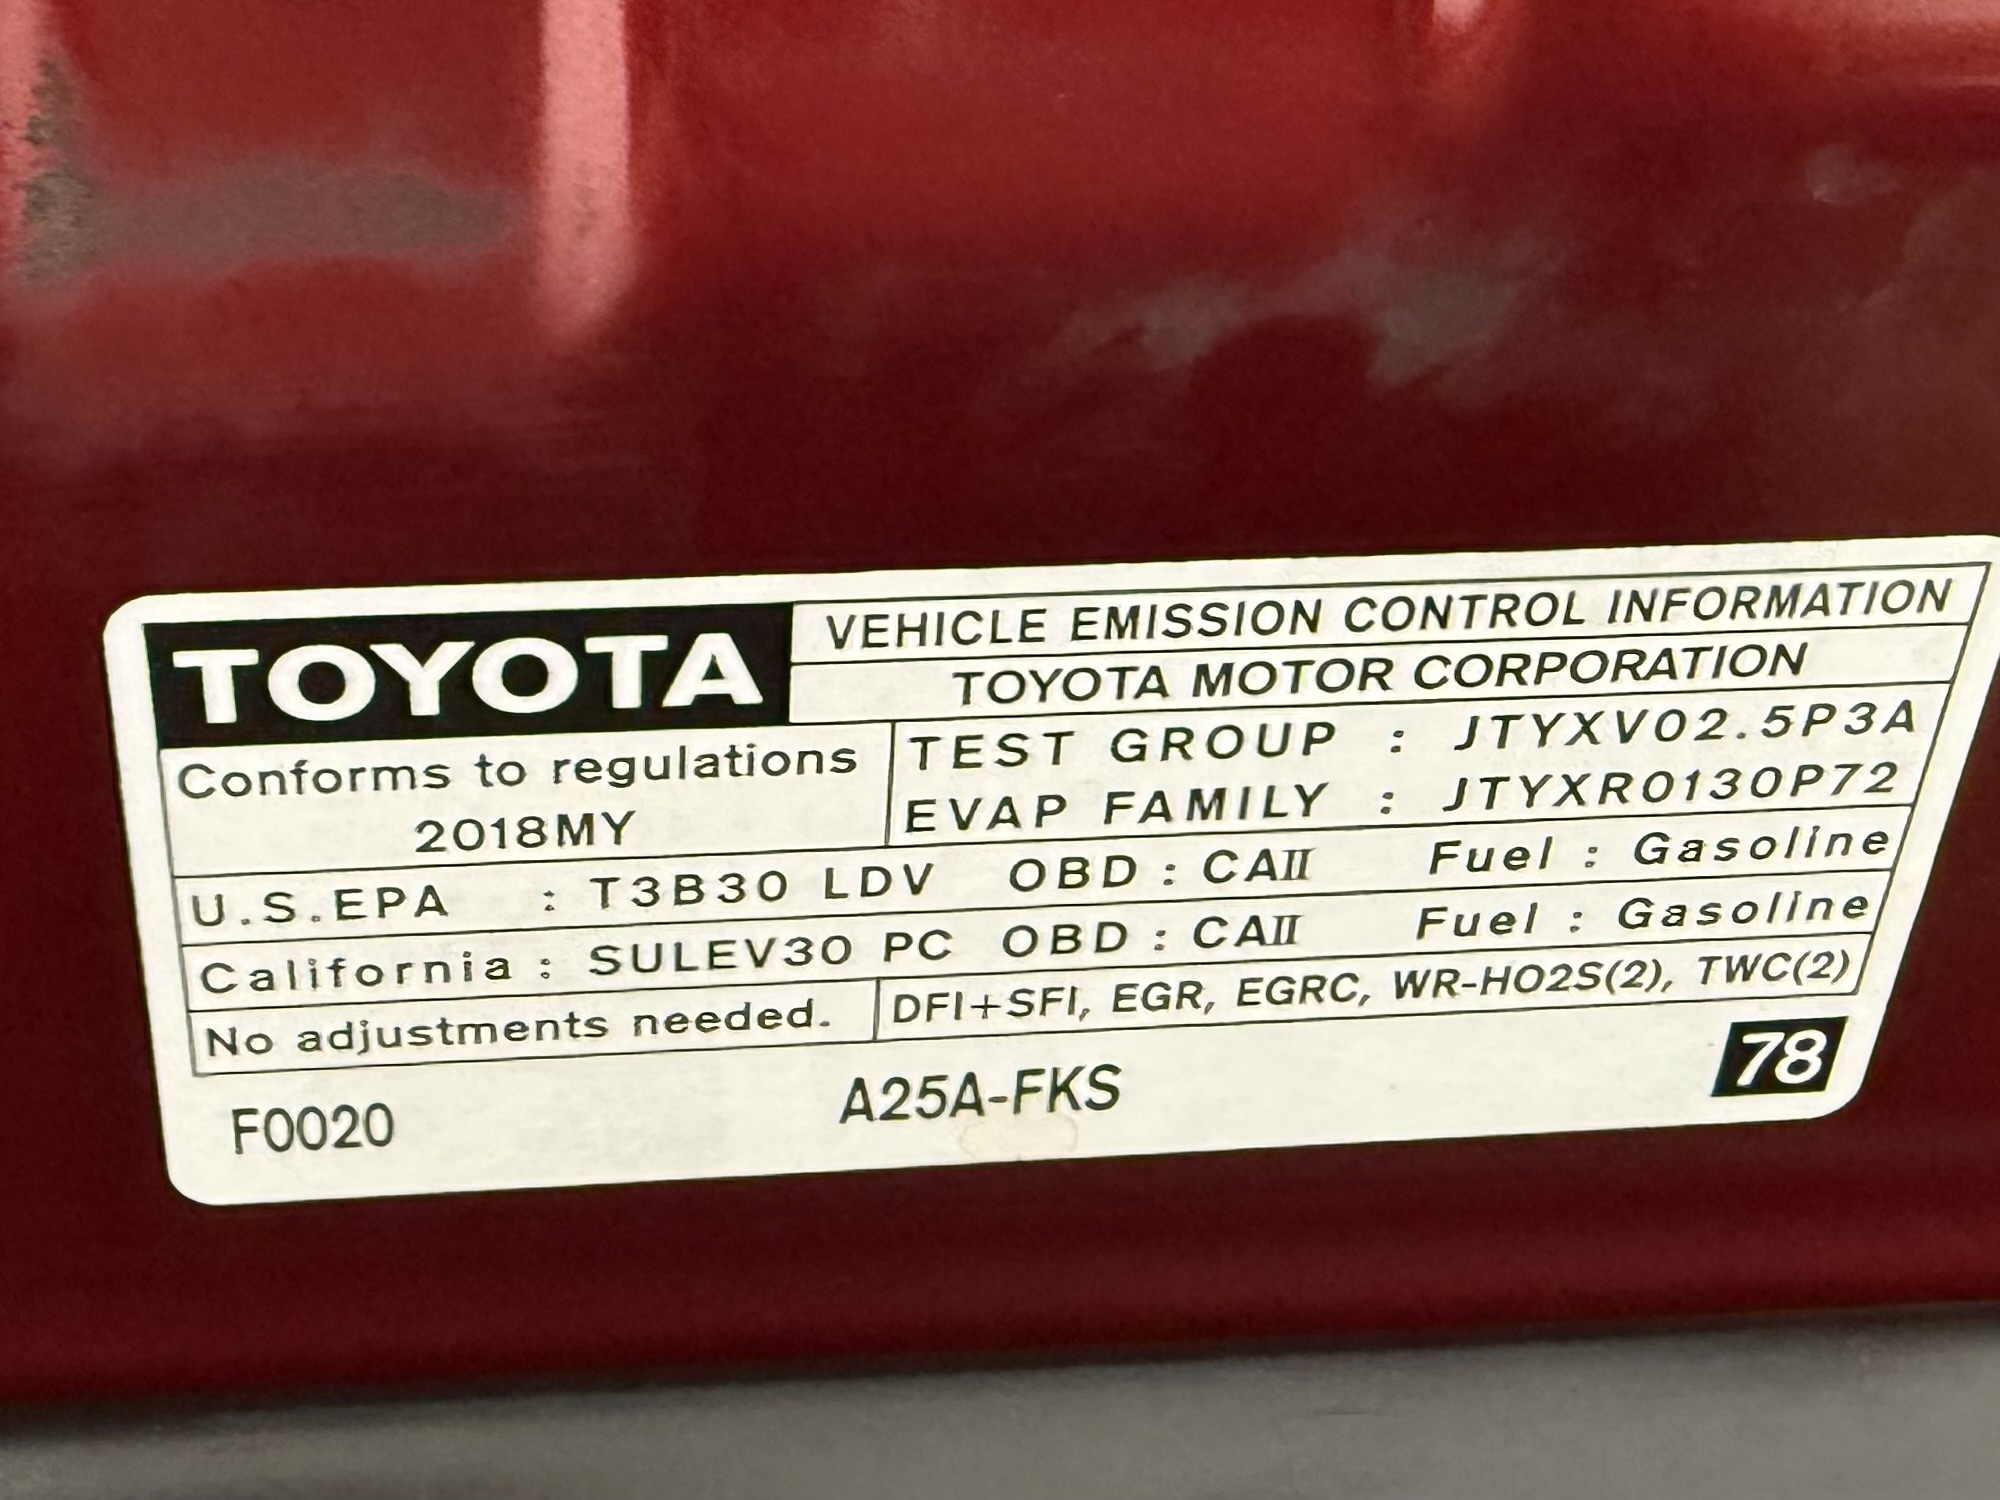 TOYOTA
VEHICLE EMISSION CONTROL INFORMATION
TOYOTA MOTOR CORPORATION
Conforms to regulations
2018MY
TEST GROUP : JTYXV02.5P3A
EVAP FAMILY : JTYXR0130P72
U.S.EPA : T3B30 LDV OBD : CAII Fuel : Gasoline
California : SULEV30 PC OBD : CAII Fuel : Gasoline
No adjustments needed. DFI+SFI, EGR, EGRC, WR-HO2S(2), TWC(2)
F0020 A25A-FKS 78